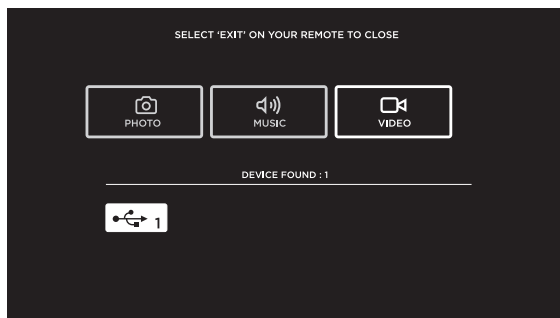 SELECT ‘EXIT’ ON YOUR REMOTE TO CLOSE
PHOTO MUSIC VIDEO
DEVICE FOUND : 1
1